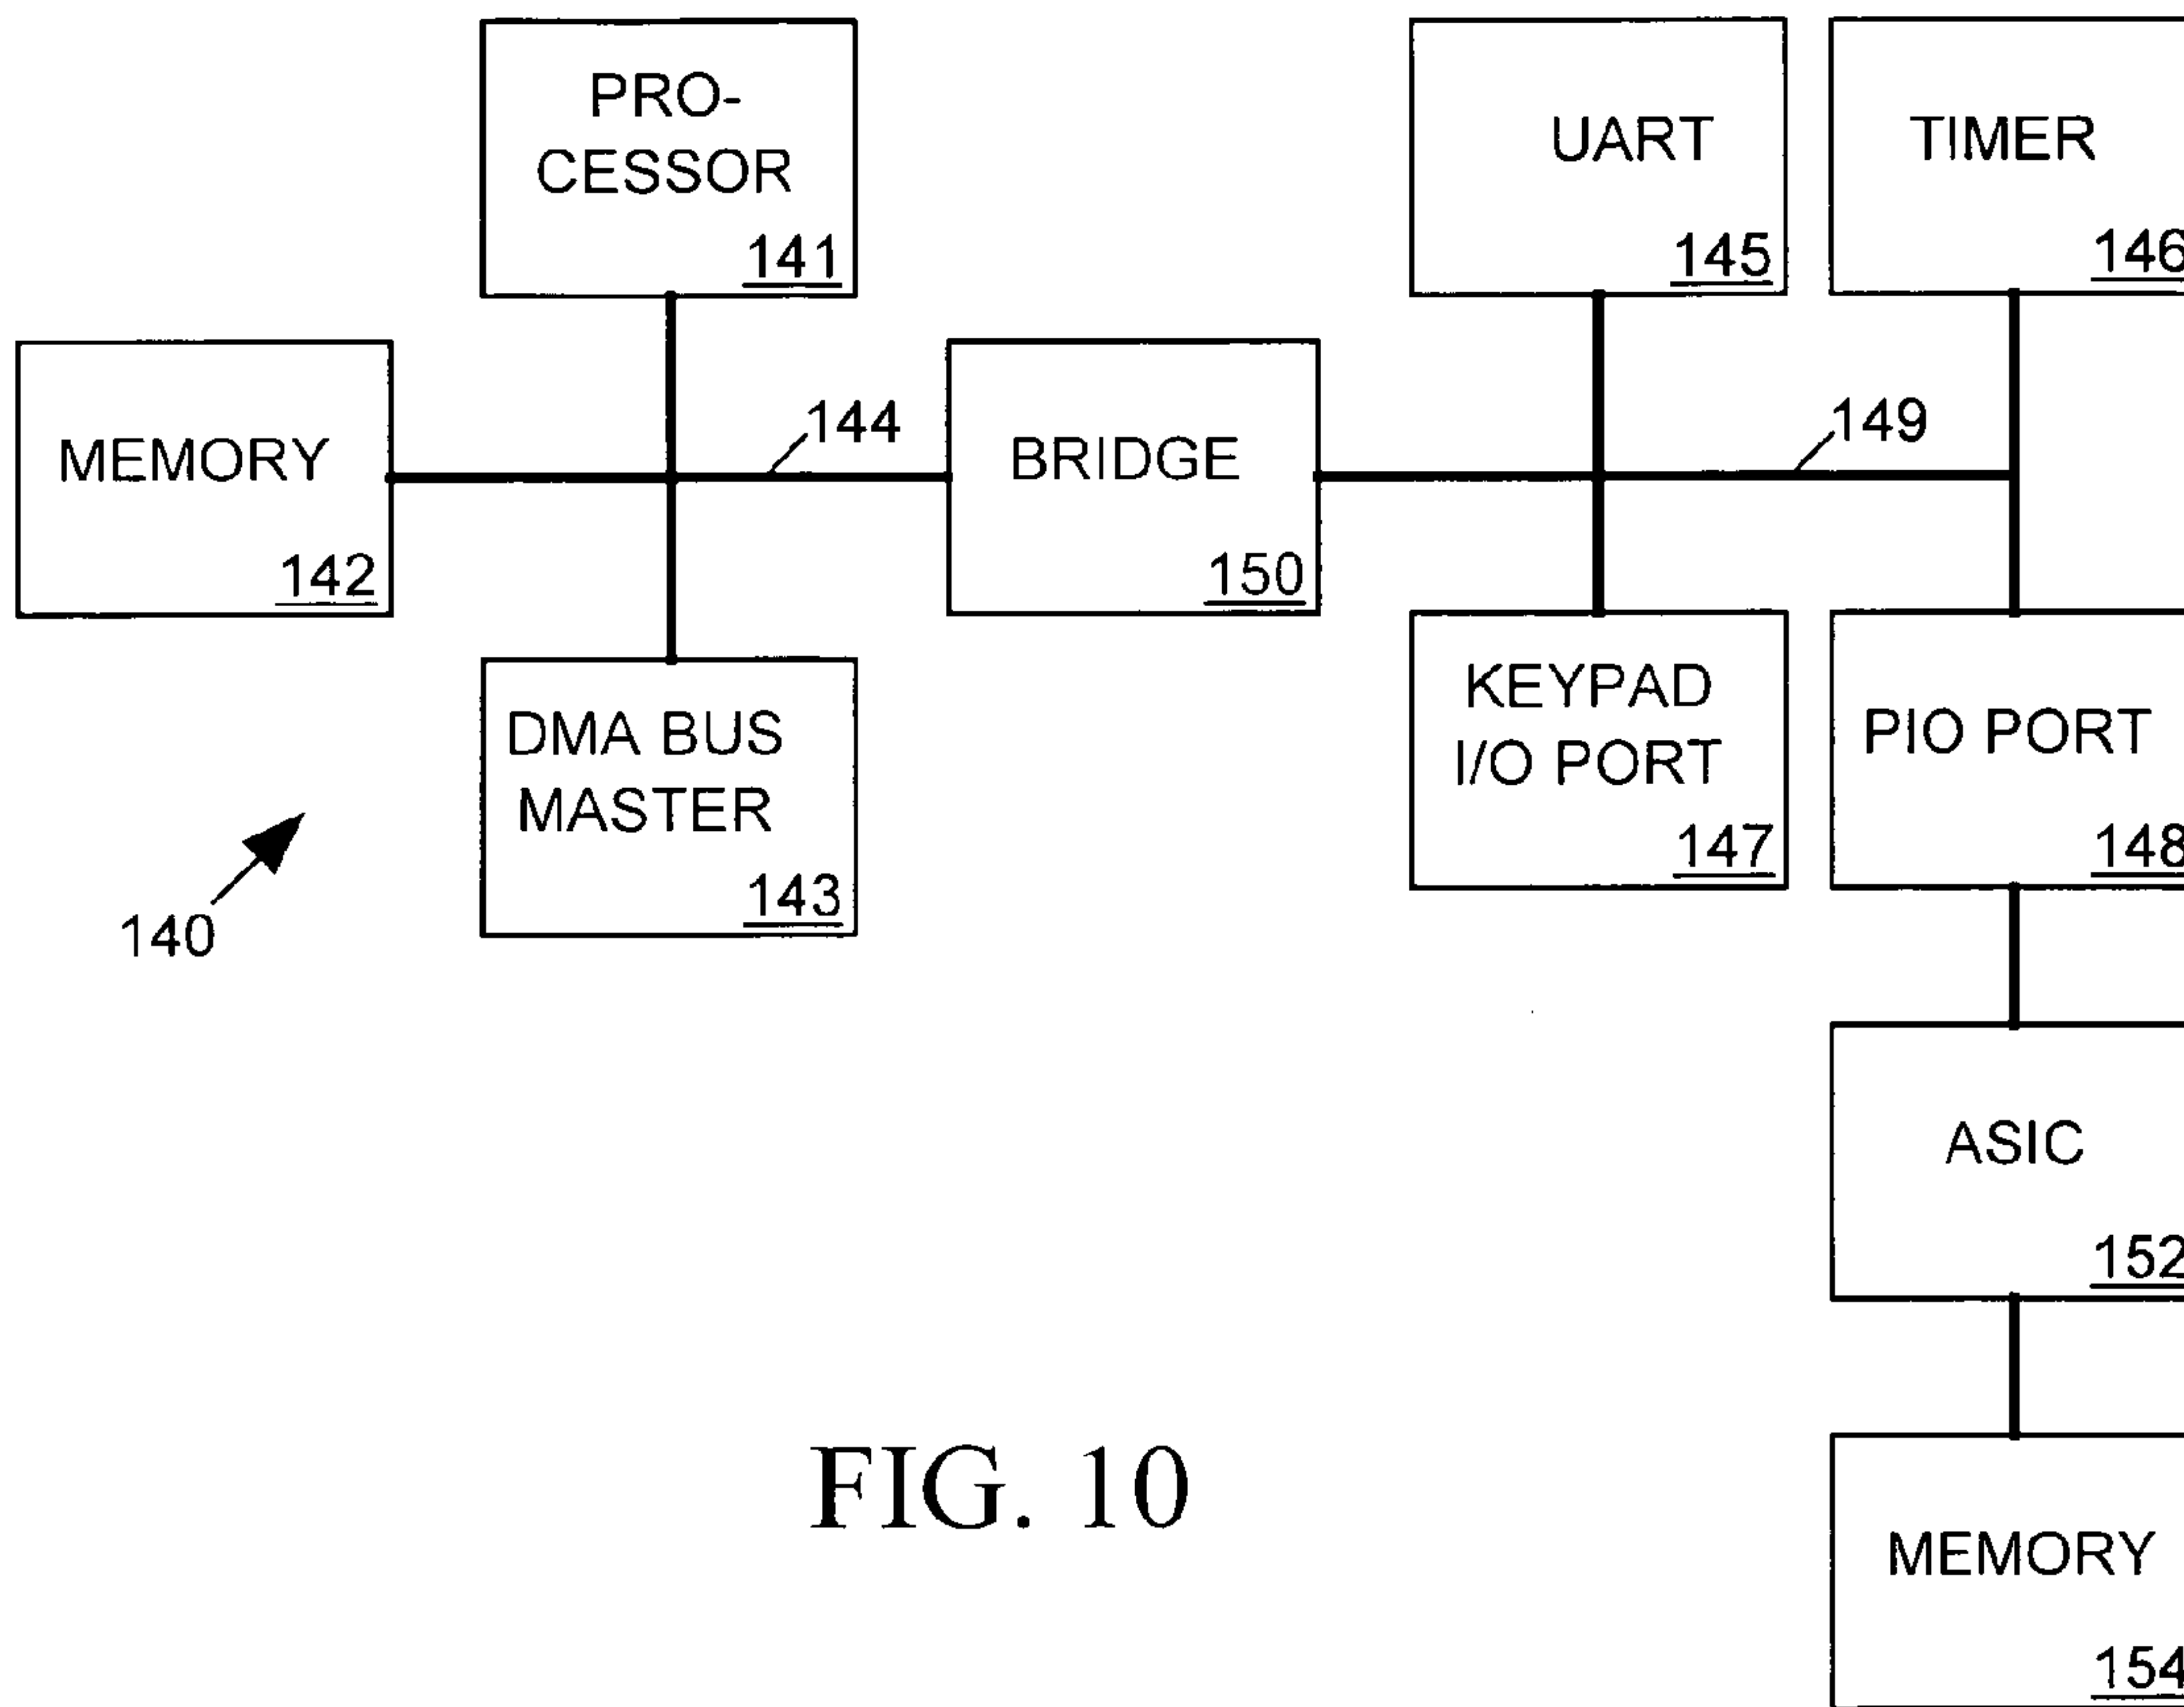 PRO-
CESSOR
141
UART
145
TIMER
146
MEMORY
142
144
BRIDGE
150
149
DMA BUS
MASTER
143
KEYPAD
I/O PORT
147
PIO PORT
148
140
ASIC
152
FIG. 10
MEMORY
154